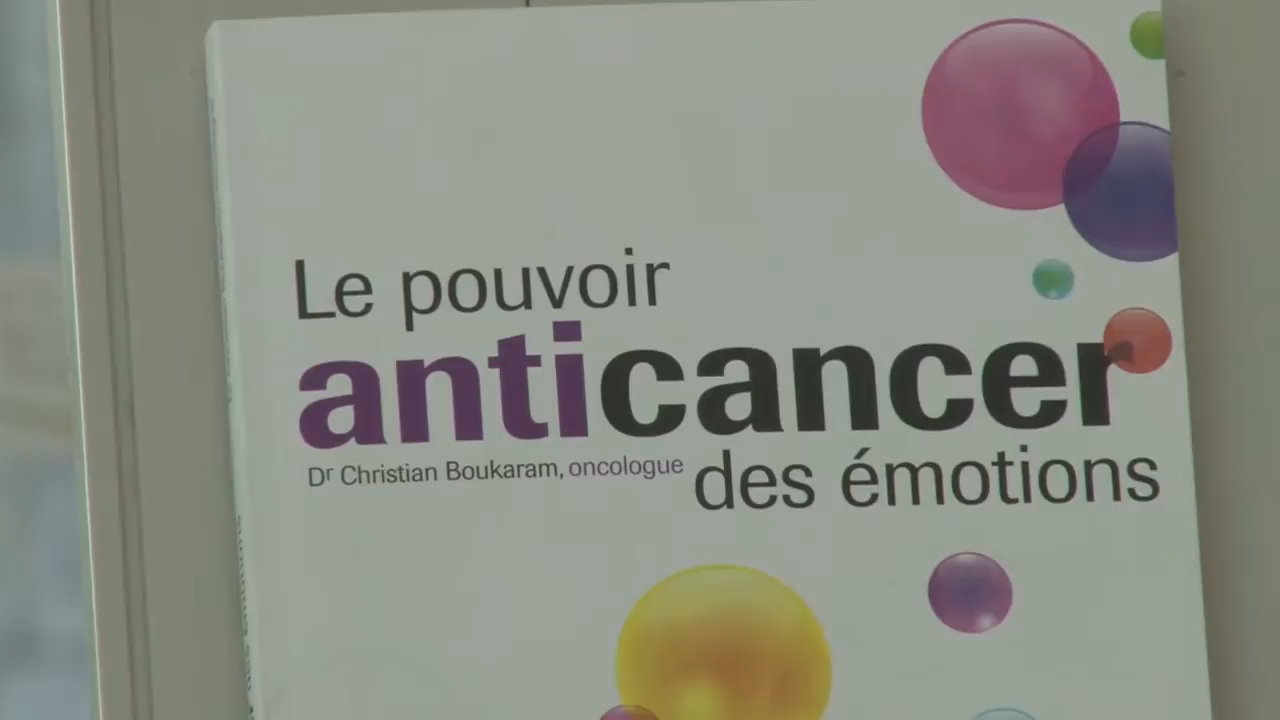 Le pouvoir
anticancer
Dr Christian Boukaram, oncologue
des émotions